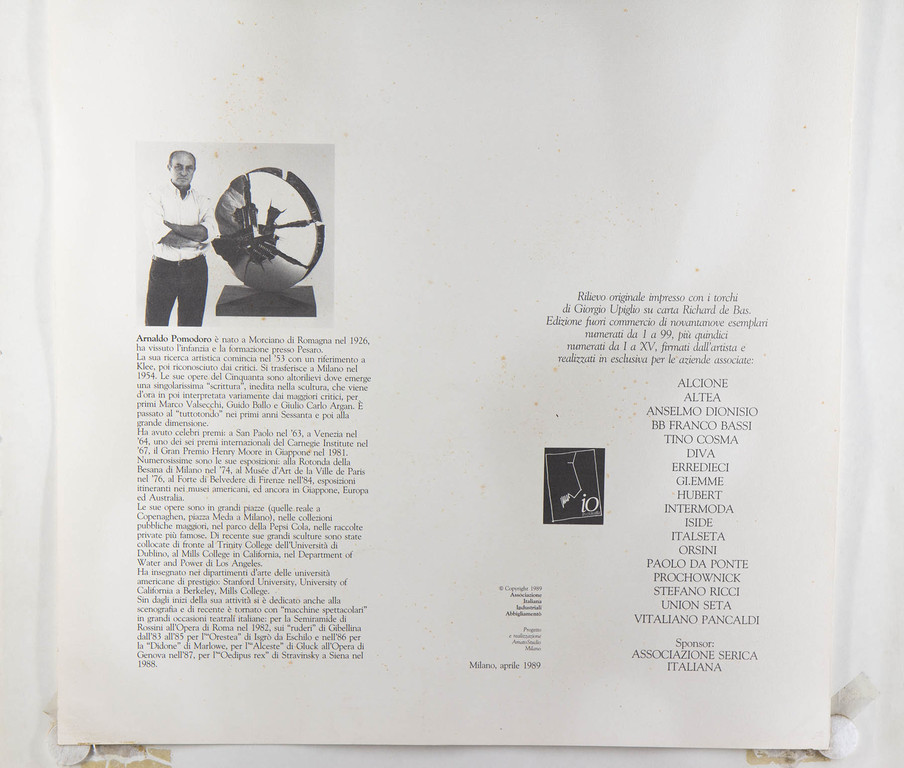 Arnaldo Pomodoro è nato a Morciano di Romagna nel 1926,
ha vissuto l'infanzia e la formazione presso Pesaro.
La sua ricerca artistica comincia nel '53 con un riferimento a
Klee, poi riconosciuto dai critici. Si trasferisce a Milano nel
1954. Le sue opere del Cinquanta sono altorilievi dove emerge
una singolarissima "scrittura", inedita nella scultura, che viene
d'ora in poi interpretata variamente dai maggiori critici, per
primi Marco Valsecchi, Guido Ballo e Giulio Carlo Argan. È
passato al "tuttotondo" nei primi anni Sessanta e poi alla
grande dimensione.
Ha avuto celebri premi: a San Paolo nel '63, a Venezia nel
'64, uno dei sei premi internazionali del Carnegie Institute nel
'67, il Gran Premio Henry Moore in Giappone nel 1981.
Numerosissime sono le sue esposizioni: alla Rotonda della
Besana di Milano nel '74, al Musée d'Art de la Ville de Paris
nel '76, al Forte di Belvedere di Firenze nell'84, esposizioni
itineranti nei musei americani, ed ancora in Giappone, Europa
ed Australia.
Le sue opere sono in grandi piazze (quelle reale a
Copenaghen, piazza Meda a Milano), nelle collezioni
pubbliche maggiori, nel parco della Pepsi Cola, nelle raccolte
private più famose. Di recente sue grandi sculture sono state
collocate di fronte al Trinity College dell'Università di
Dublino, al Mills College in California, nel Department of
Water and Power di Los Angeles.
Ha insegnato nei dipartimenti d'arte delle università
americane di prestigio: Stanford University, University of
California a Berkeley, Mills College.
Sin dagli inizi della sua attività si è dedicato anche alla
scenografia e di recente è tornato con "macchine spettacolari"
in grandi occasioni teatrali italiane: per la Semiramide di
Rossini all'Opera di Roma nel 1982, sui "ruderi" di Gibellina
dall'83 all'85 per l'"Orestea" di Isgrò da Eschilo e nell'86 per
la "Didone" di Marlowe, per l'"Alceste" di Gluck all'Opera di
Genova nell'87, per l'"Oedipus rex" di Stravinsky a Siena nel
1988.
io
© Copyright 1989
Associazione
Italiana
Industriali
Abbigliamento
Progetto
e realizzazione
AmatoStudio
Milano
Milano, aprile 1989
Rilievo originale impresso con i torchi
di Giorgio Upiglio su carta Richard de Bas.
Edizione fuori commercio di novantanove esemplari
numerati da 1 a 99, più quindici
numerati da I a XV, firmati dall'artista e
realizzati in esclusiva per le aziende associate:
ALCIONE
ALTEA
ANSELMO DIONISIO
BB FRANCO BASSI
TINO COSMA
DIVA
ERREDIECI
GLEMME
HUBERT
INTERMODA
ISIDE
ITALSETA
ORSINI
PAOLO DA PONTE
PROCHOWNICK
STEFANO RICCI
UNION SETA
VITALIANO PANCALDI
Sponsor:
ASSOCIAZIONE SERICA
ITALIANA